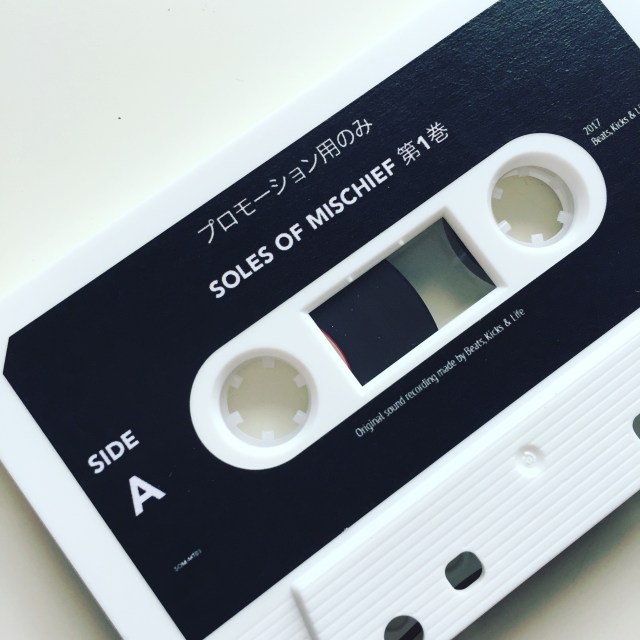 プロモーション用のみ
SOLES OF MISCHIEF 第1巻
2017
Beats, Kicks &
Original sound recording made by Beats, Kicks & Life
SIDE
A